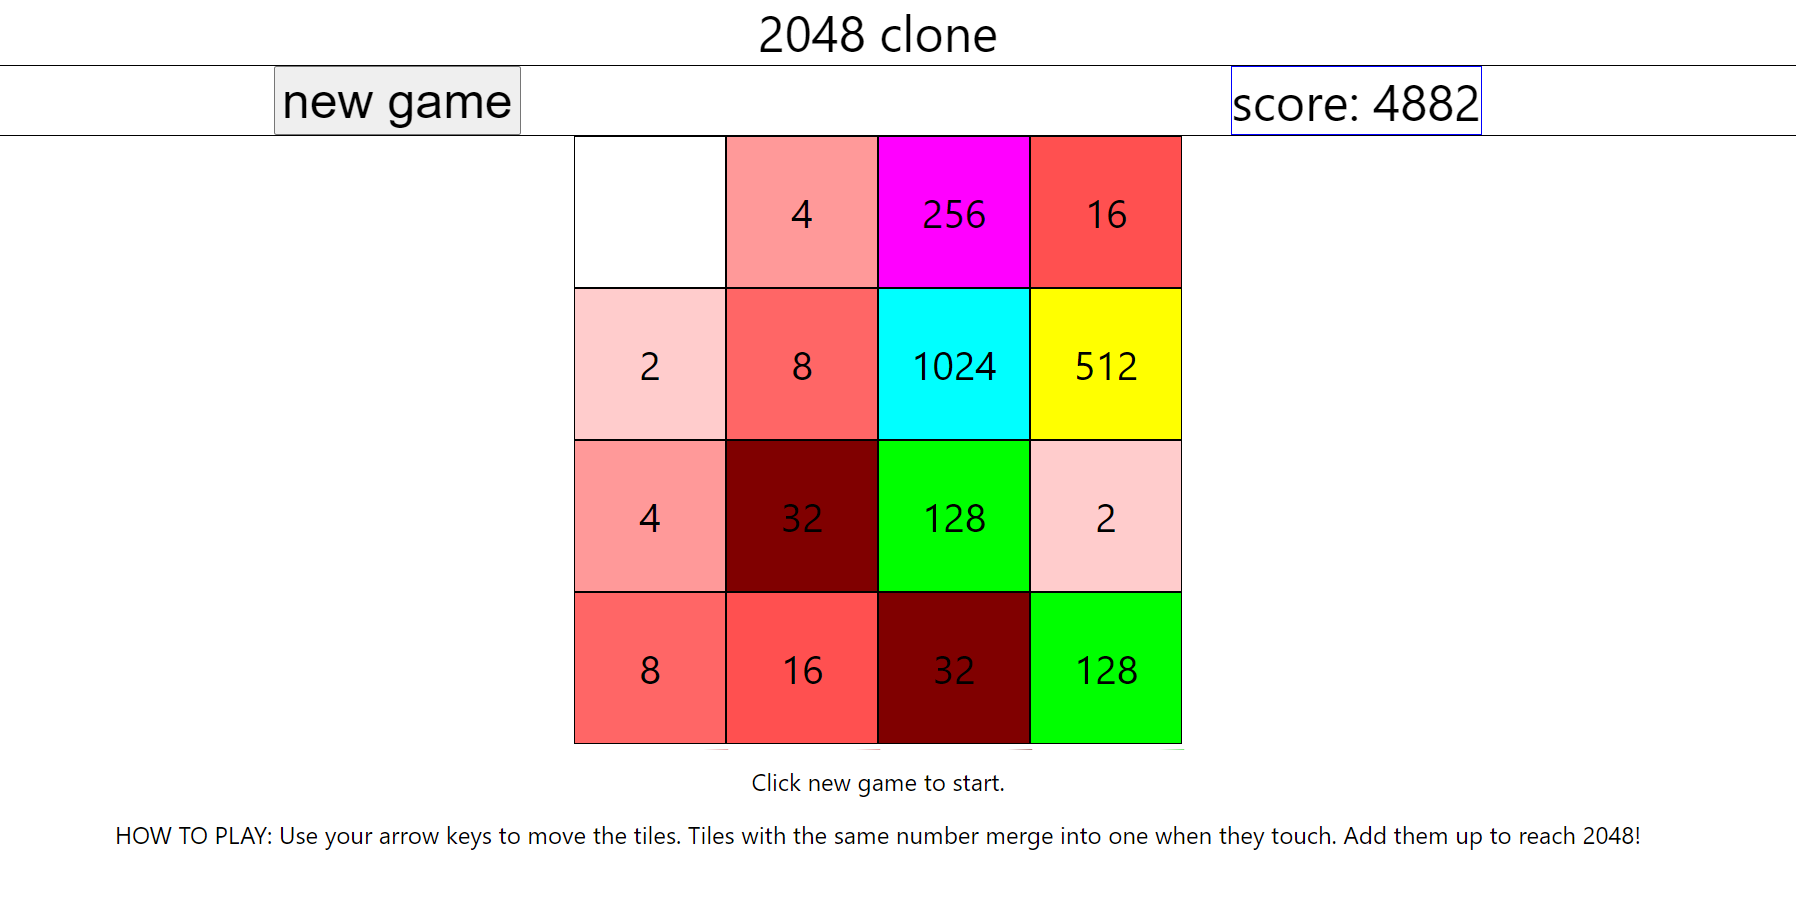 2048 clone
new game
score: 4882
4 256 16
2 8 1024 512
4 32 128 2
8 16 32 128
Click new game to start.
HOW TO PLAY: Use your arrow keys to move the tiles. Tiles with the same number merge into one when they touch. Add them up to reach 2048!